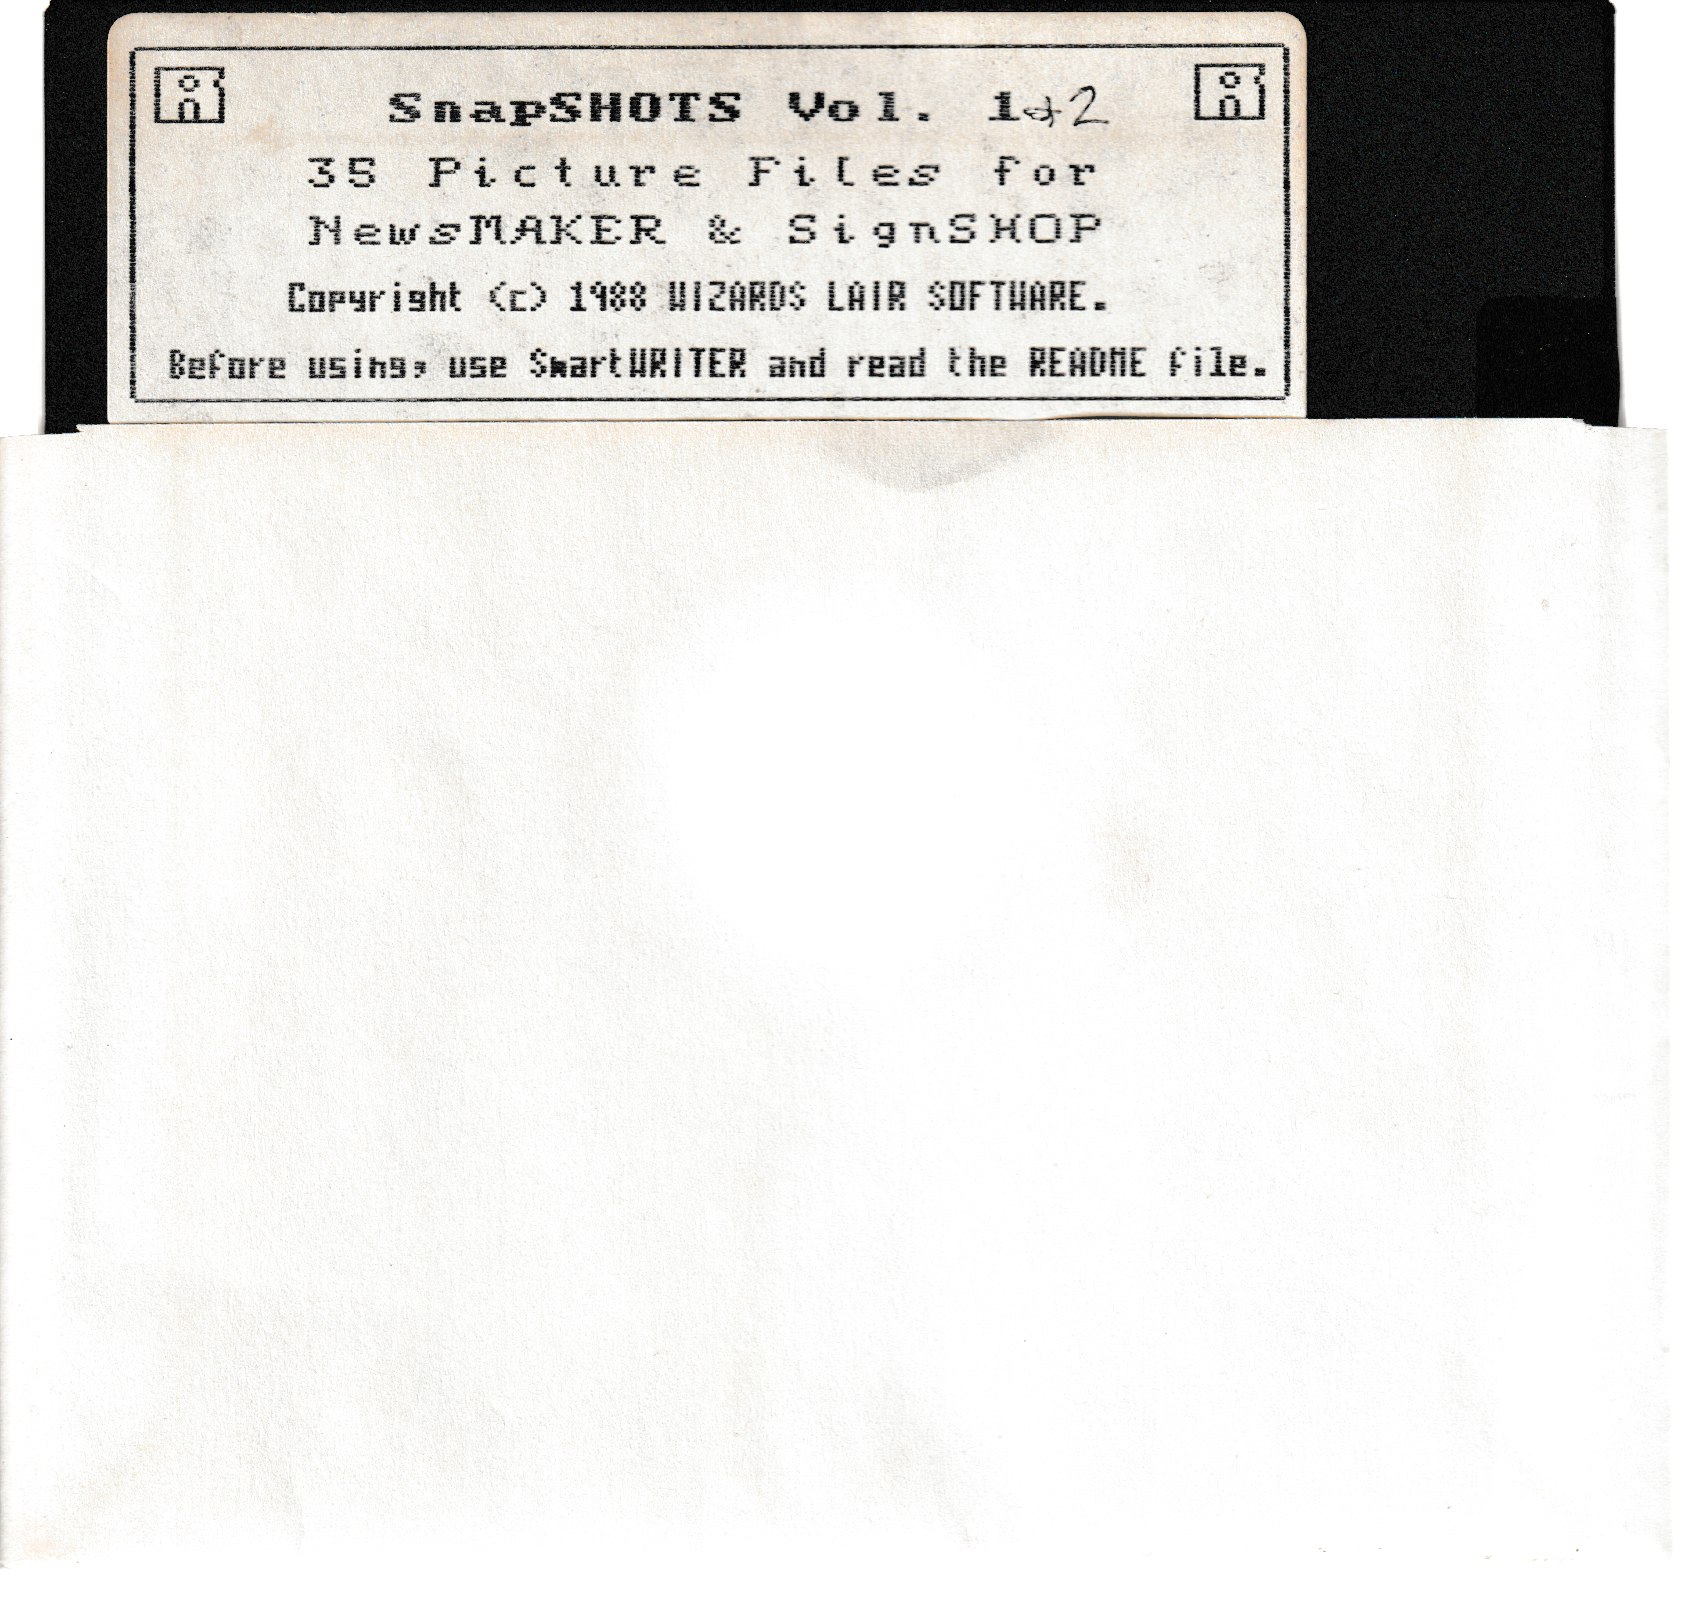 SnapSHOTS Vol. 1&2
35 Picture Files for
NewsMAKER & SignSHOP
Copyright (c) 1988 WIZARDS LAIR SOFTWARE.
Before using, use SmartWRITER and read the README file.